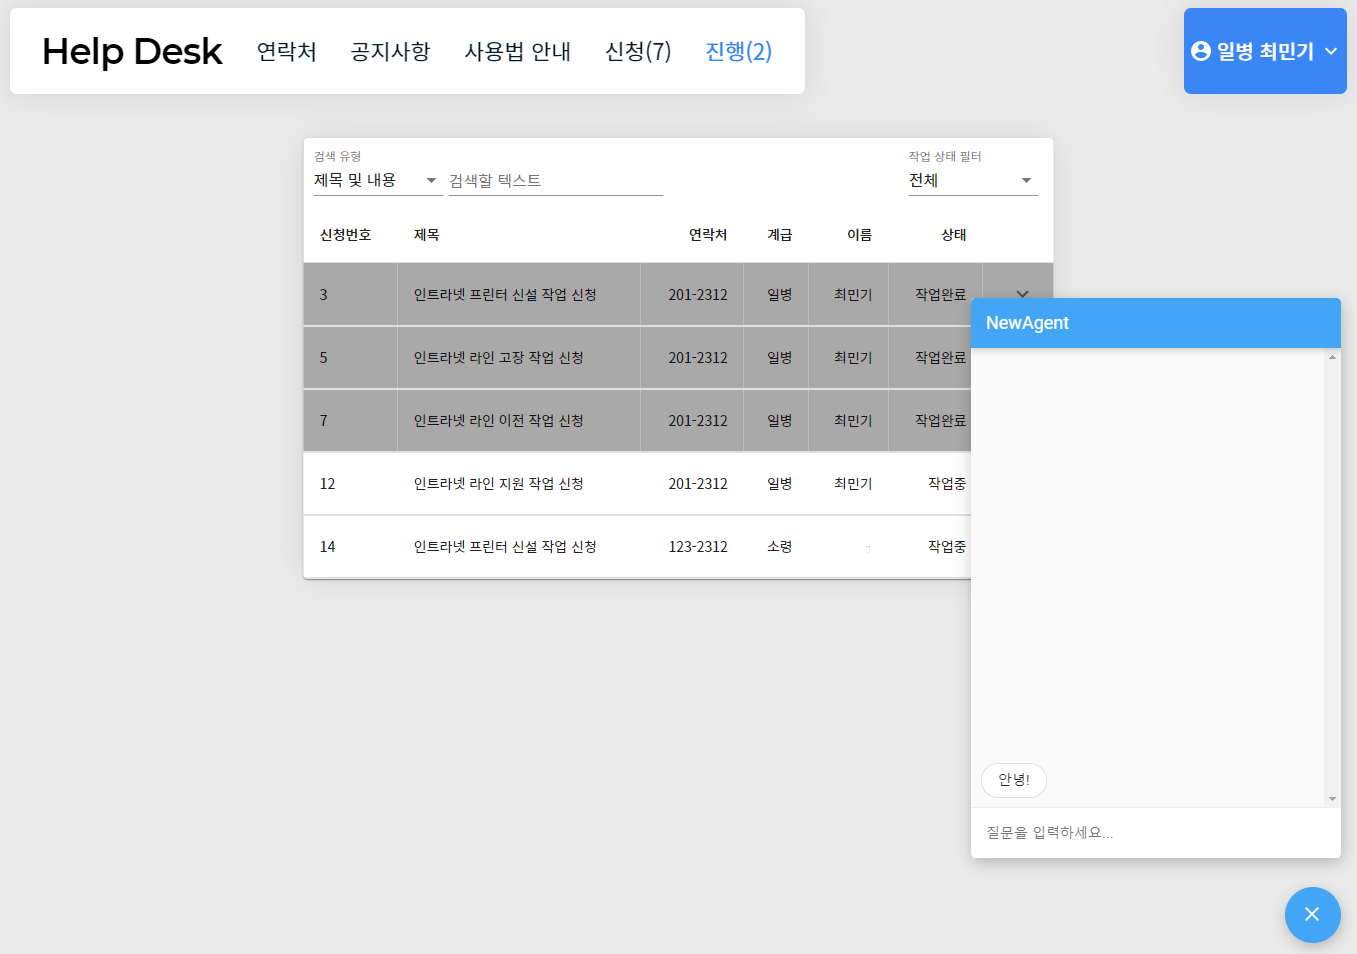 Help Desk 연락처 공지사항 사용법 안내 신청(7) 진행(2)
일병 최민기
검색 유형 작업 상태 필터
제목 및 내용 검색할 텍스트 전체
신청번호 제목 연락처 계급 이름 상태
3 인트라넷 프린터 신설 작업 신청 201-2312 일병 최민기 작업완료
5 인트라넷 라인 고장 작업 신청 201-2312 일병 최민기 작업완료
7 인트라넷 라인 이전 작업 신청 201-2312 일병 최민기 작업완료
12 인트라넷 라인 지원 작업 신청 201-2312 일병 최민기 작업중
14 인트라넷 프린터 신설 작업 신청 123-2312 소령 작업중
NewAgent
안녕!
질문을 입력하세요...